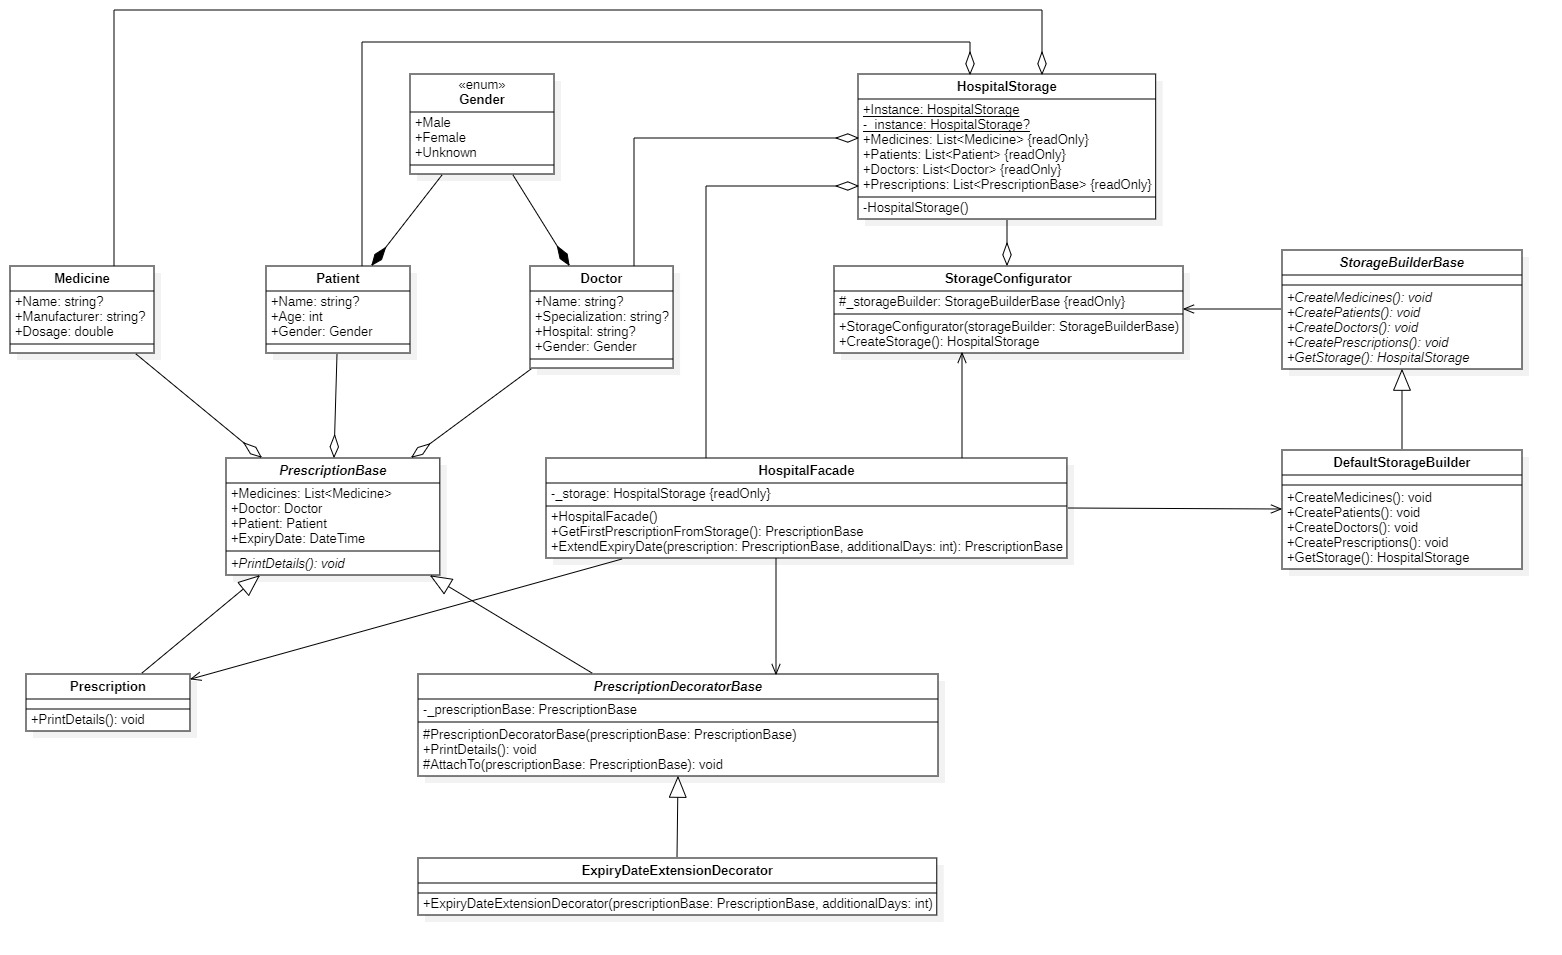 «enum»
Gender
+Male
+Female
+Unknown
HospitalStorage
+Instance: HospitalStorage
-_instance: HospitalStorage?
+Medicines: List<Medicine> {readOnly}
+Patients: List<Patient> {readOnly}
+Doctors: List<Doctor> {readOnly}
+Prescriptions: List<PrescriptionBase> {readOnly}
-HospitalStorage()
Medicine
+Name: string?
+Manufacturer: string?
+Dosage: double
Patient
+Name: string?
+Age: int
+Gender: Gender
Doctor
+Name: string?
+Specialization: string?
+Hospital: string?
+Gender: Gender
StorageConfigurator
#_storageBuilder: StorageBuilderBase {readOnly}
+StorageConfigurator(storageBuilder: StorageBuilderBase)
+CreateStorage(): HospitalStorage
StorageBuilderBase
+CreateMedicines(): void
+CreatePatients(): void
+CreateDoctors(): void
+CreatePrescriptions(): void
+GetStorage(): HospitalStorage
PrescriptionBase
+Medicines: List<Medicine>
+Doctor: Doctor
+Patient: Patient
+ExpiryDate: DateTime
+PrintDetails(): void
HospitalFacade
-_storage: HospitalStorage {readOnly}
+HospitalFacade()
+GetFirstPrescriptionFromStorage(): PrescriptionBase
+ExtendExpiryDate(prescription: PrescriptionBase, additionalDays: int): PrescriptionBase
DefaultStorageBuilder
+CreateMedicines(): void
+CreatePatients(): void
+CreateDoctors(): void
+CreatePrescriptions(): void
+GetStorage(): HospitalStorage
Prescription
+PrintDetails(): void
PrescriptionDecoratorBase
-_prescriptionBase: PrescriptionBase
#PrescriptionDecoratorBase(prescriptionBase: PrescriptionBase)
+PrintDetails(): void
#AttachTo(prescriptionBase: PrescriptionBase): void
ExpiryDateExtensionDecorator
+ExpiryDateExtensionDecorator(prescriptionBase: PrescriptionBase, additionalDays: int)